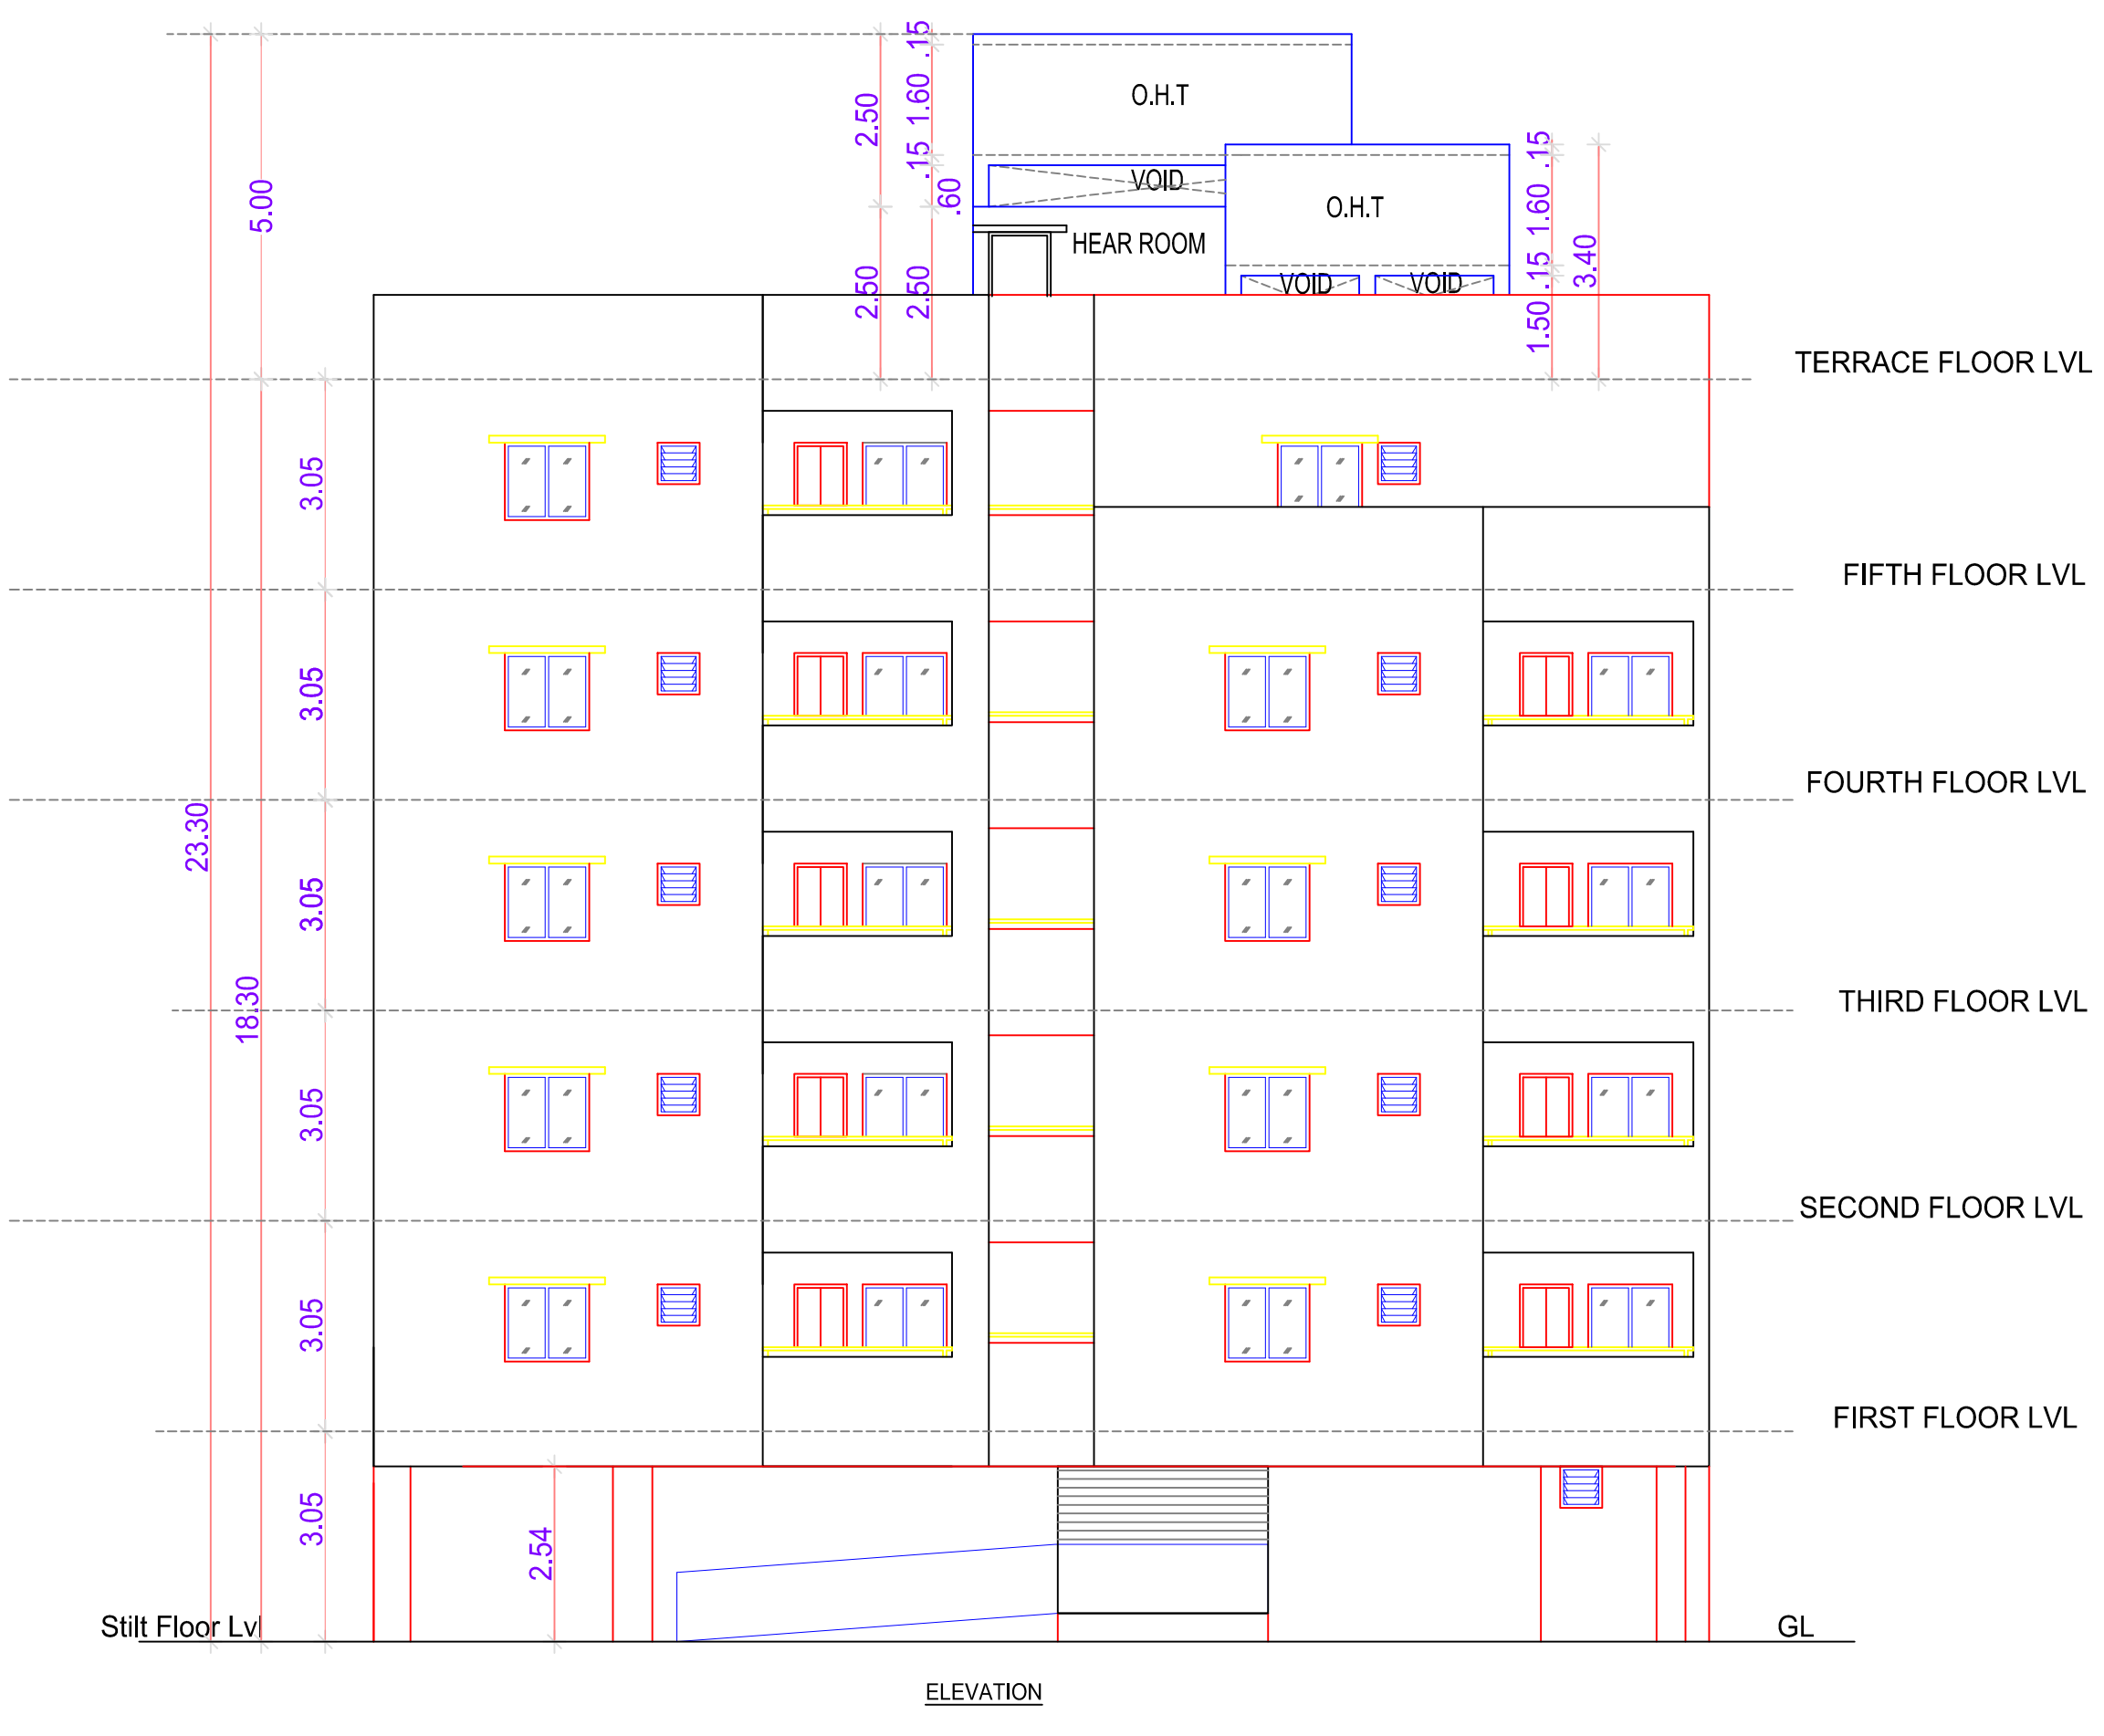 .15
2.50
1.60
O.H.T
.15
.15
VOID
5.00
.60
1.60
O.H.T
HEAR ROOM
3.40
.15
VOID
VOID
2.50
2.50
1.50
TERRACE FLOOR LVL
3.05
FIFTH FLOOR LVL
3.05
FOURTH FLOOR LVL
23.30
3.05
18.30
THIRD FLOOR LVL
3.05
SECOND FLOOR LVL
3.05
FIRST FLOOR LVL
3.05
2.54
Stilt Floor Lvl
GL
ELEVATION